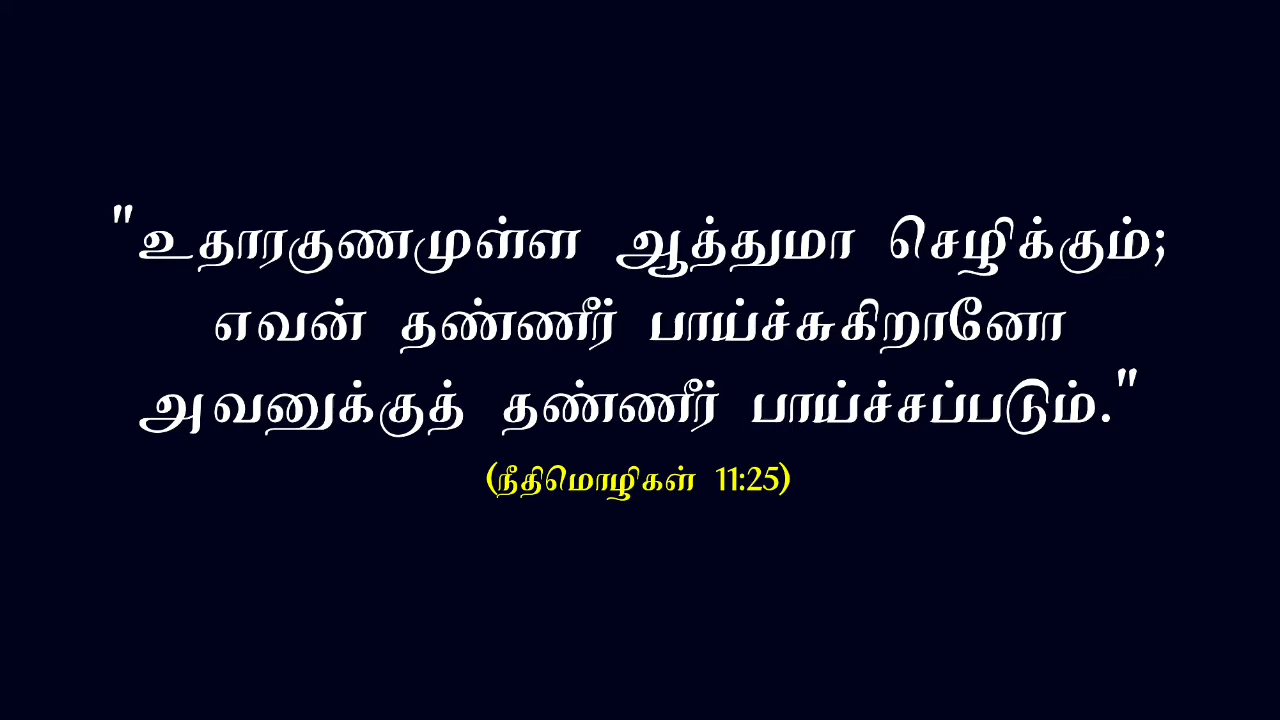 "உதாரகுணமுள்ள ஆத்துமா செழிக்கும்;
எவன் தண்ணீர் பாய்ச்சுகிறானோ
அவனுக்குத் தண்ணீர் பாய்ச்சப்படும்."
(நீதிமொழிகள் 11:25)